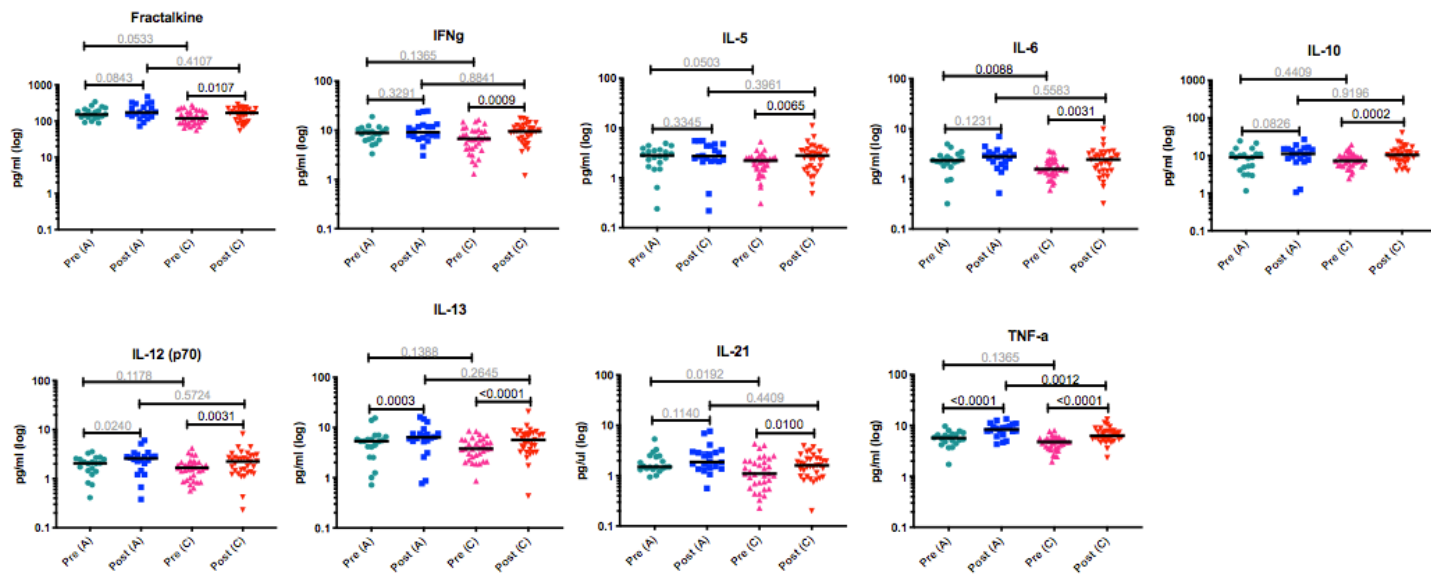 Fractalkine
0.0533
0.4107
0.0843
0.0107
pg/ml (log)
1000
100
10
1
0.1
Pre (A)
Post (A)
Pre (C)
Post (C)
IFNg
0.1365
0.8841
0.3291
0.0009
pg/ml (log)
100
10
1
0.1
Pre (A)
Post (A)
Pre (C)
Post (C)
IL-5
0.0503
0.3961
0.3345
0.0065
pg/ml (log)
100
10
1
0.1
Pre (A)
Post (C)
Pre (C)
Post (C)
IL-6
0.0088
0.5583
0.1231
0.0031
pg/ml (log)
100
10
1
0.1
Pre (A)
Post (A)
Pre (C)
Post (C)
IL-10
0.4409
0.9196
0.0826
0.0002
pg/ml (log)
1000
100
10
1
0.1
Pre (A)
Post (A)
Pre (C)
Post (C)
IL-12 (p70)
0.1178
0.5724
0.0240
0.0031
pg/ml (log)
100
10
1
0.1
Pre (A)
Post (A)
Pre (C)
Post (C)
IL-13
0.1388
0.2645
0.0003
<0.0001
pg/ml (log)
100
10
1
0.1
Pre (A)
Post (A)
Pre (C)
Post (C)
IL-21
0.0192
0.4409
0.1140
0.0100
pg/ul (log)
100
10
1
0.1
Pre (A)
Post (A)
Pre (C)
Post (C)
TNF-a
0.1365
0.0012
<0.0001
<0.0001
pg/ml (log)
100
10
1
0.1
Pre (A)
Post (A)
Pre (C)
Post (C)